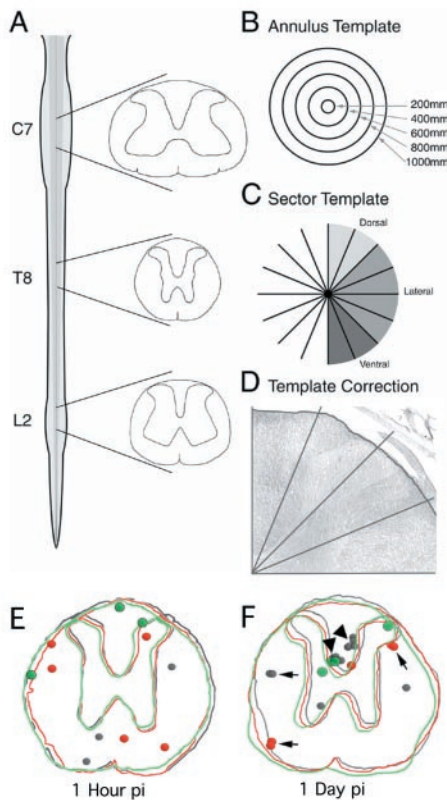 A
B Annulus Template
200mm
400mm
600mm
800mm
1000mm
C7
C Sector Template
Dorsal
Lateral
Ventral
T8
D Template Correction
L2
E
F
1 Hour pi
1 Day pi